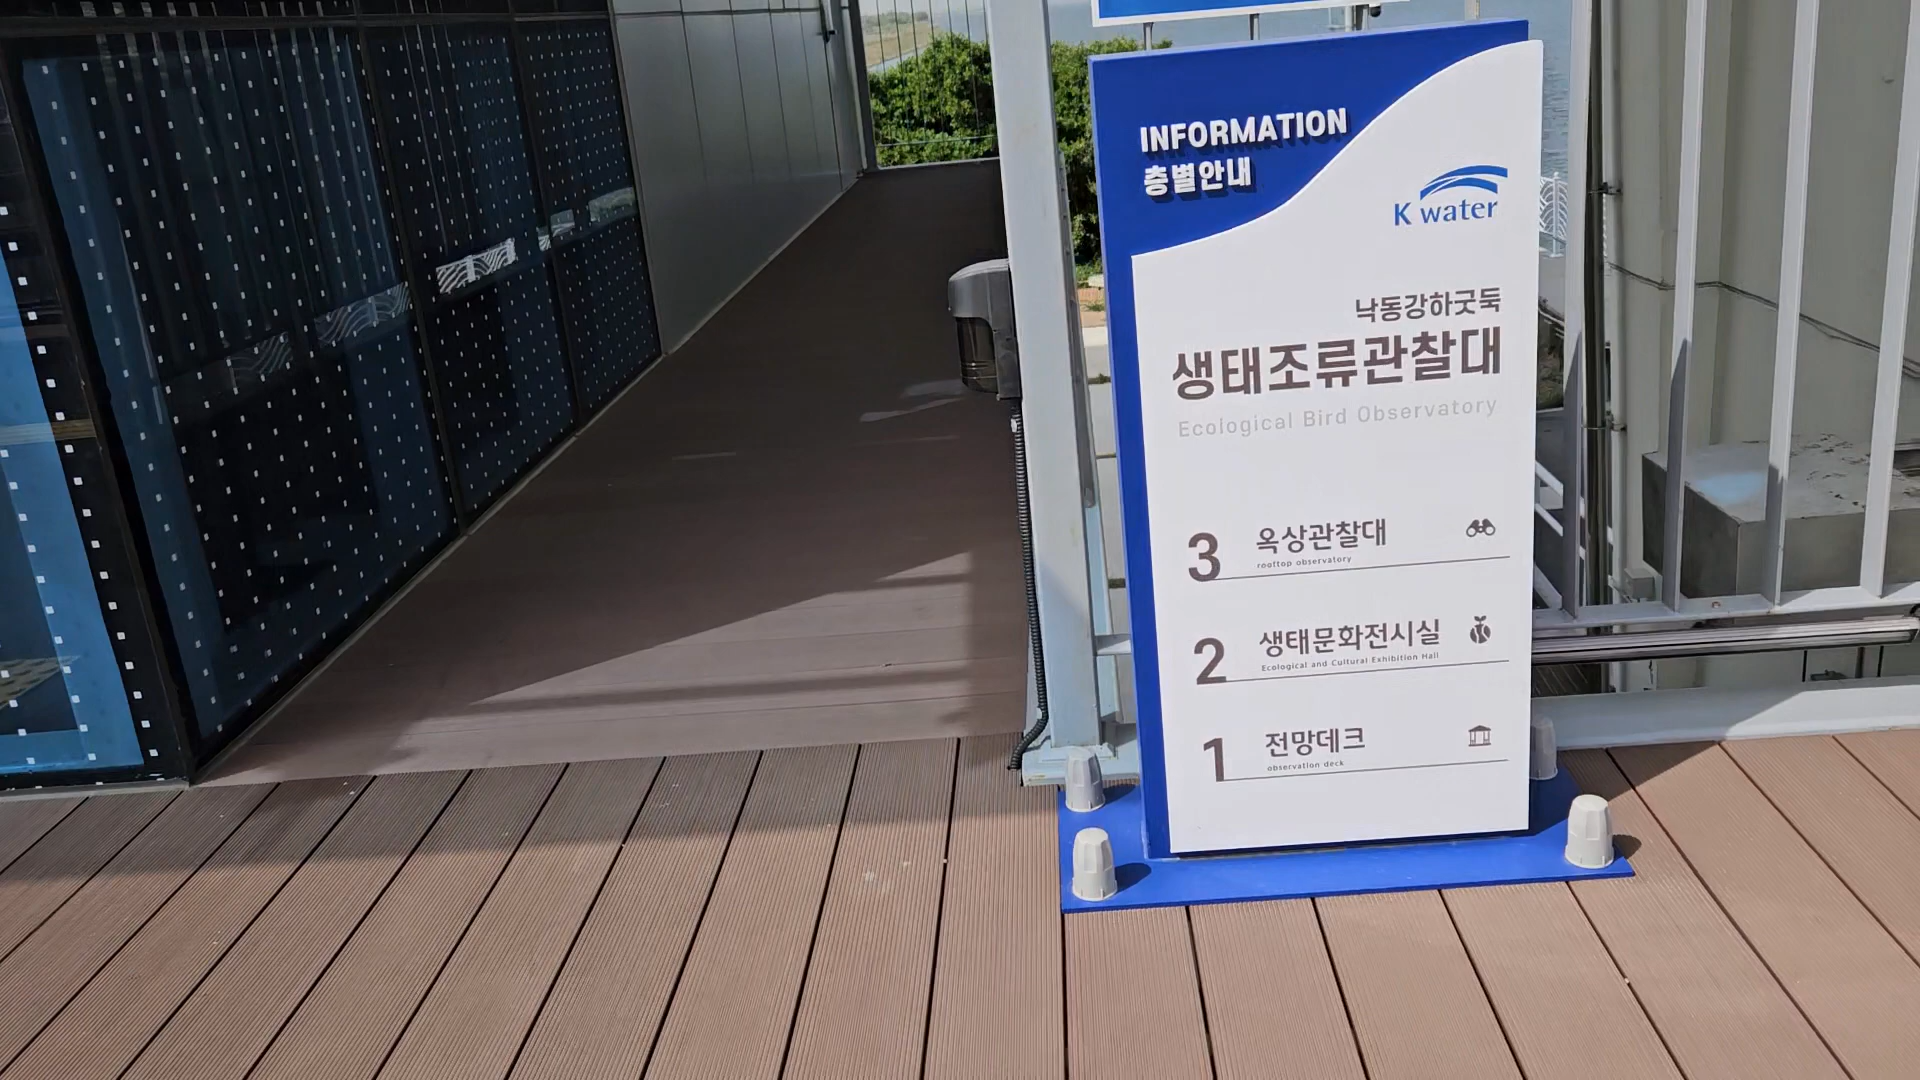 INFORMATION
층별안내
K water
낙동강하굿둑
생태조류관찰대
Ecological Bird Observatory
3 옥상관찰대
rooftop observatory
2 생태문화전시실
Ecological and Cultural Exhibition Hall
1 전망데크
observation deck